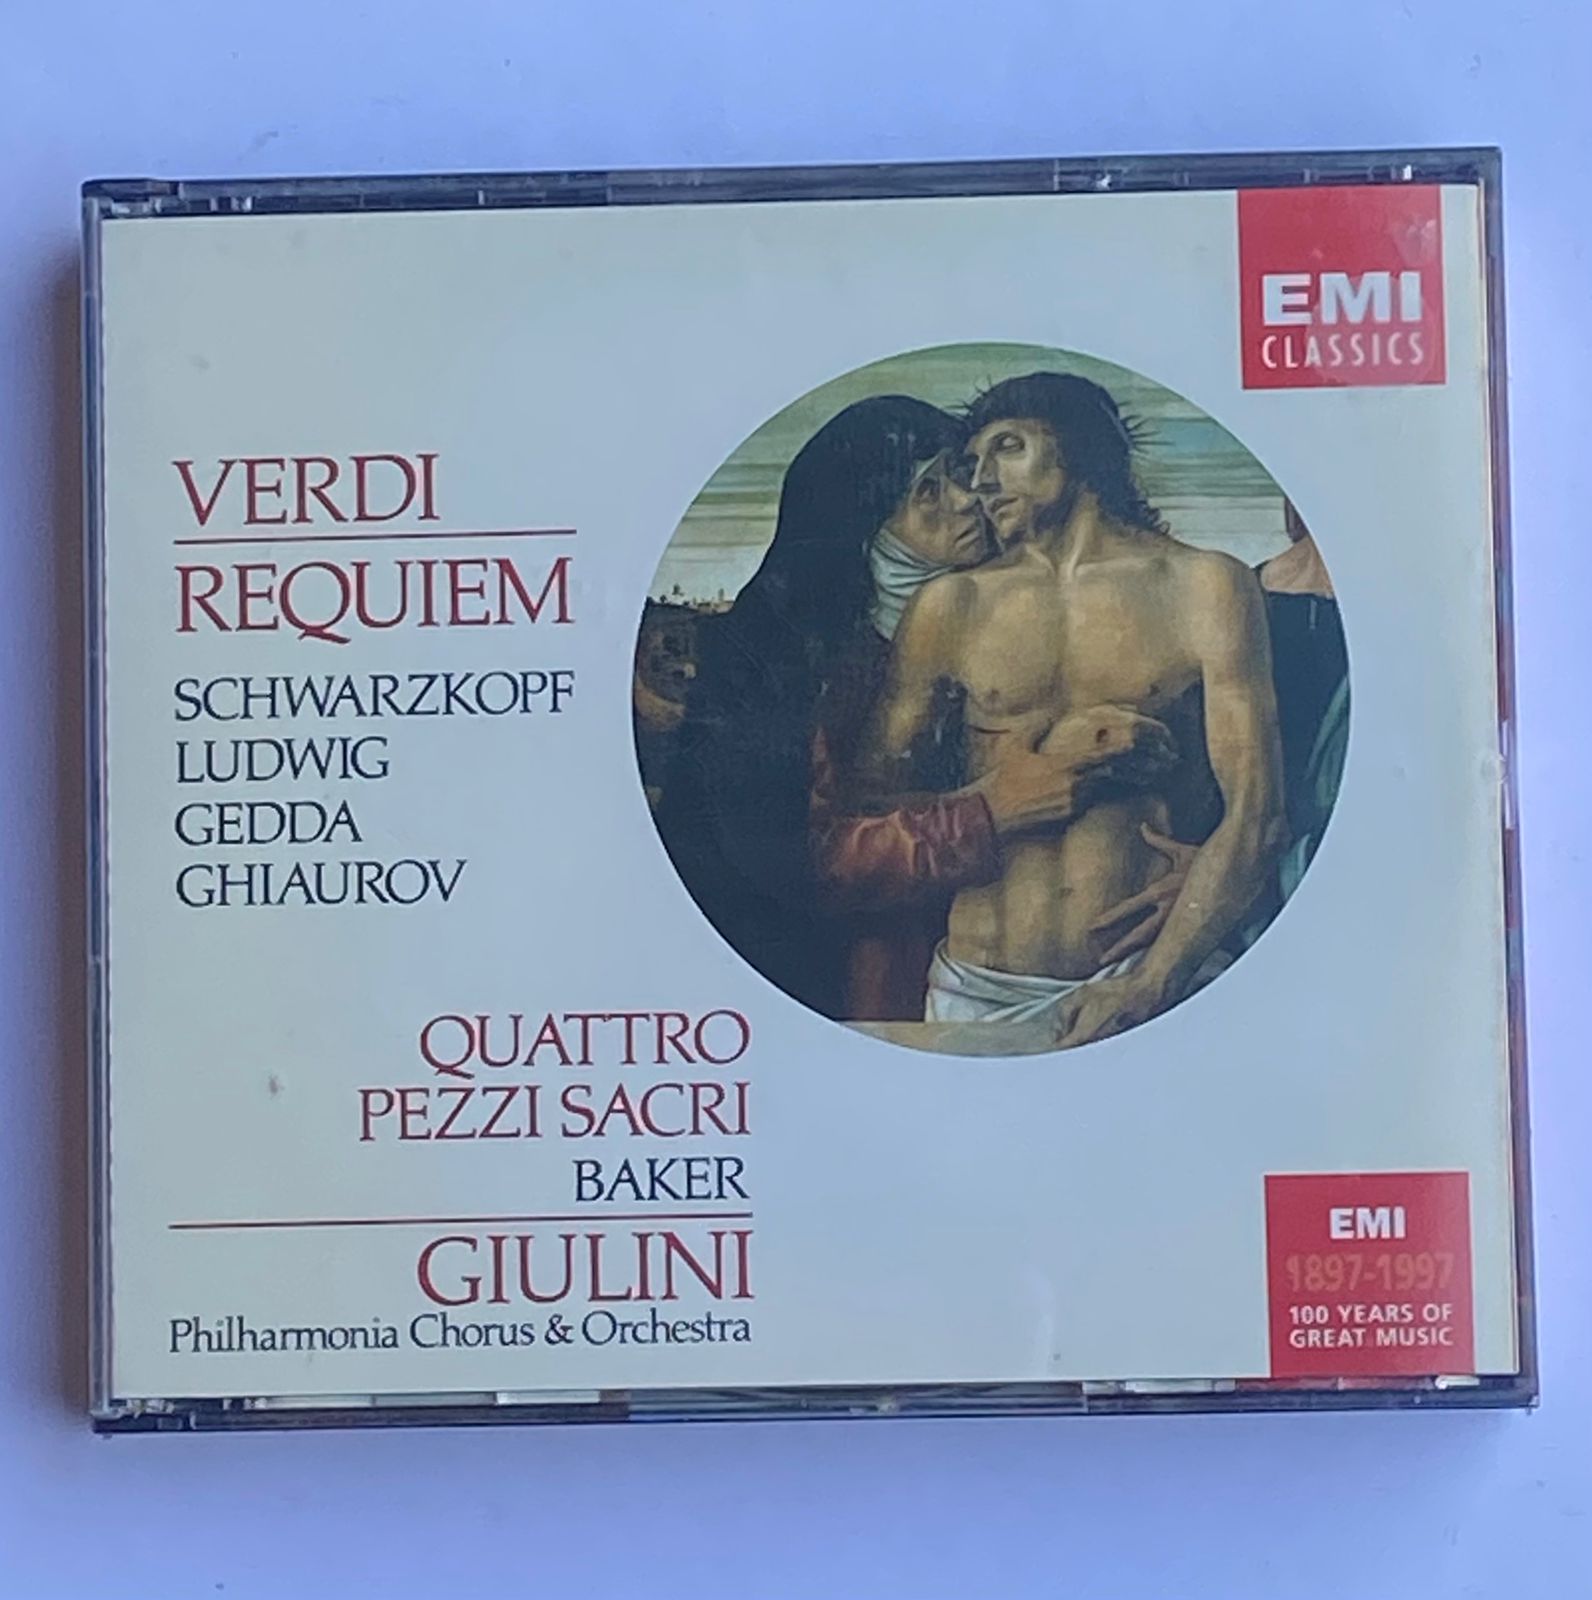 EMI
CLASSICS
VERDI
REQUIEM
SCHWARZKOPF
LUDWIG
GEDDA
GHIAUROV
QUATTRO
PEZZI SACRI
BAKER
GIULINI
Philharmonia Chorus & Orchestra
EMI
1897-1997
100 YEARS OF
GREAT MUSIC